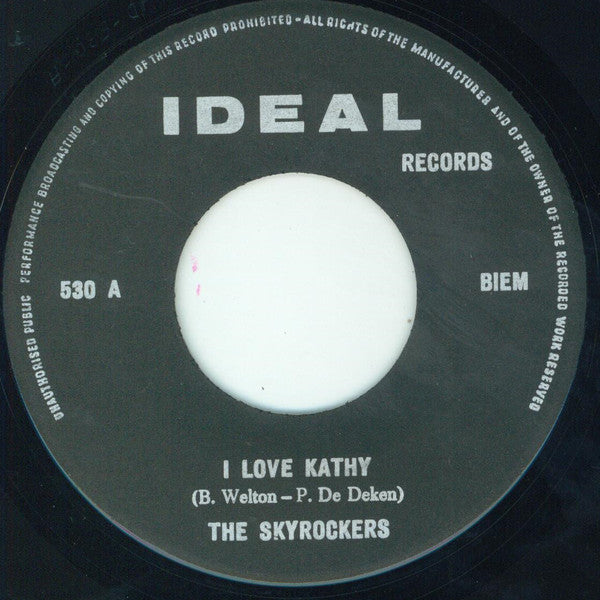 UNAUTHORISED PUBLIC PERFORMANCE BROADCASTING AND COPYING OF THIS RECORD PROHIBITED - ALL RIGHTS OF THE MANUFACTURER AND OF THE OWNER OF THE RECORDED WORK RESERVED
IDEAL
RECORDS
530 A
BIEM
I LOVE KATHY
(B. Welton – P. De Deken)
THE SKYROCKERS